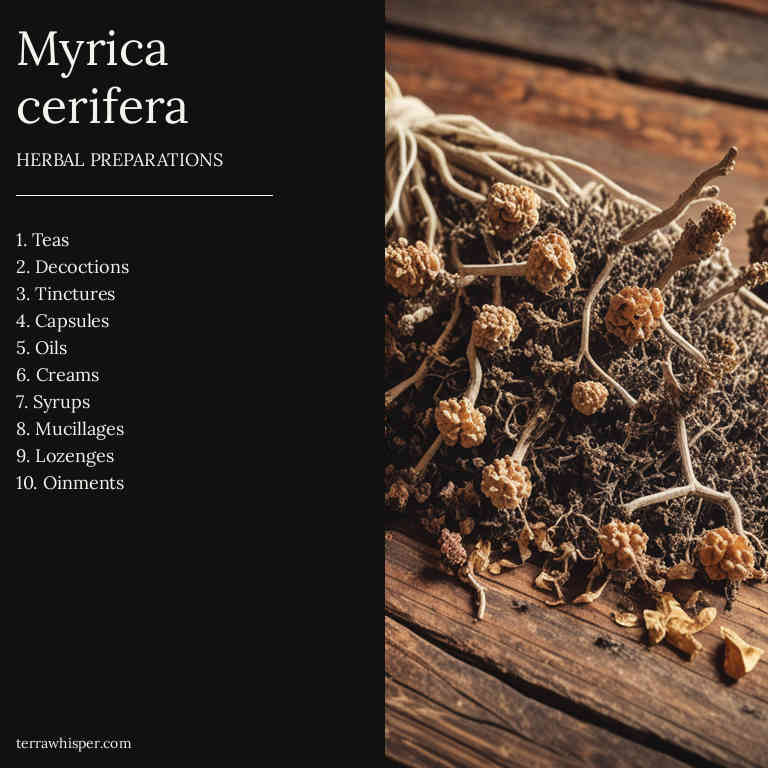 Myrica
cerifera
HERBAL PREPARATIONS
1. Teas
2. Decoctions
3. Tinctures
4. Capsules
5. Oils
6. Creams
7. Syrups
8. Mucillages
9. Lozenges
10. Oinments
terrawhisper.com